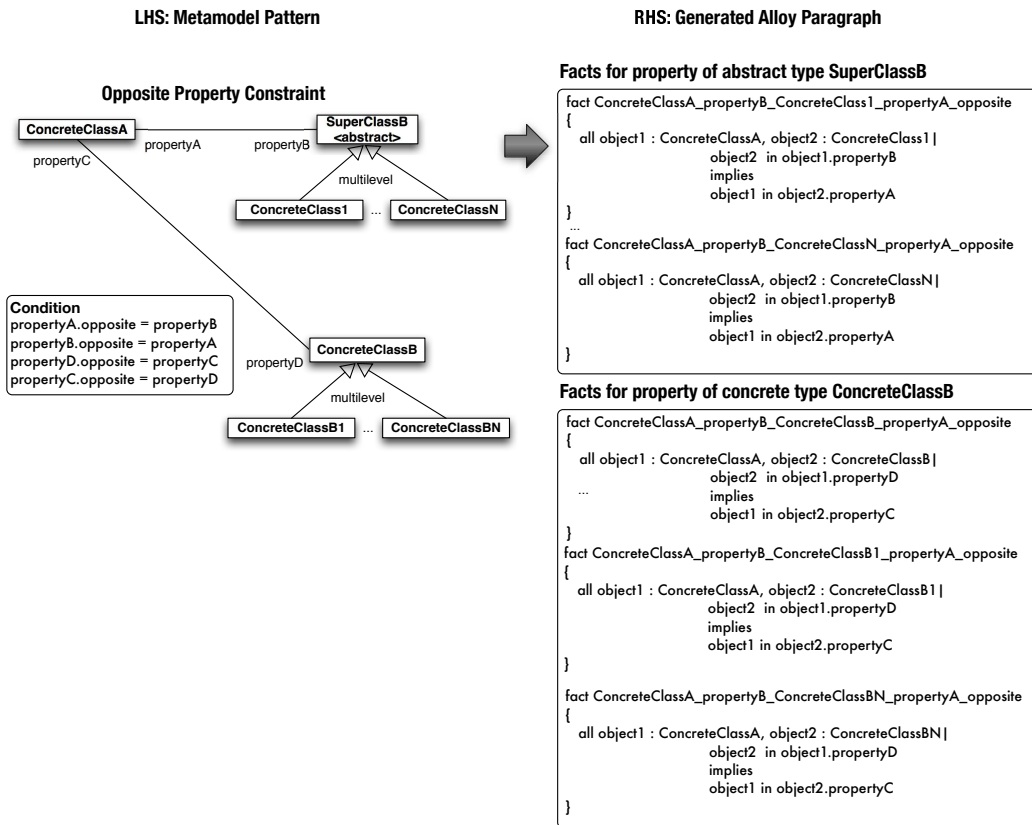 LHS: Metamodel Pattern
RHS: Generated Alloy Paragraph
Opposite Property Constraint
ConcreteClassA
SuperClassB
<abstract>
propertyA
propertyB
propertyC
multilevel
ConcreteClass1
...
ConcreteClassN
Condition
propertyA.opposite = propertyB
propertyB.opposite = propertyA
propertyD.opposite = propertyC
propertyC.opposite = propertyD
ConcreteClassB
propertyD
multilevel
ConcreteClassB1
...
ConcreteClassBN
Facts for property of abstract type SuperClassB
fact ConcreteClassA_propertyB_ConcreteClass1_propertyA_opposite
{
all object1 : ConcreteClassA, object2 : ConcreteClass1|
object2 in object1.propertyB
implies
object1 in object2.propertyA
}
...
fact ConcreteClassA_propertyB_ConcreteClassN_propertyA_opposite
{
all object1 : ConcreteClassA, object2 : ConcreteClassN|
object2 in object1.propertyB
implies
object1 in object2.propertyA
}
Facts for property of concrete type ConcreteClassB
fact ConcreteClassA_propertyB_ConcreteClassB_propertyA_opposite
{
all object1 : ConcreteClassA, object2 : ConcreteClassB|
object2 in object1.propertyD
... implies
object1 in object2.propertyC
}
fact ConcreteClassA_propertyB_ConcreteClassB1_propertyA_opposite
{
all object1 : ConcreteClassA, object2 : ConcreteClassB1|
object2 in object1.propertyD
implies
object1 in object2.propertyC
}
fact ConcreteClassA_propertyB_ConcreteClassBN_propertyA_opposite
{
all object1 : ConcreteClassA, object2 : ConcreteClassBN|
object2 in object1.propertyD
implies
object1 in object2.propertyC
}